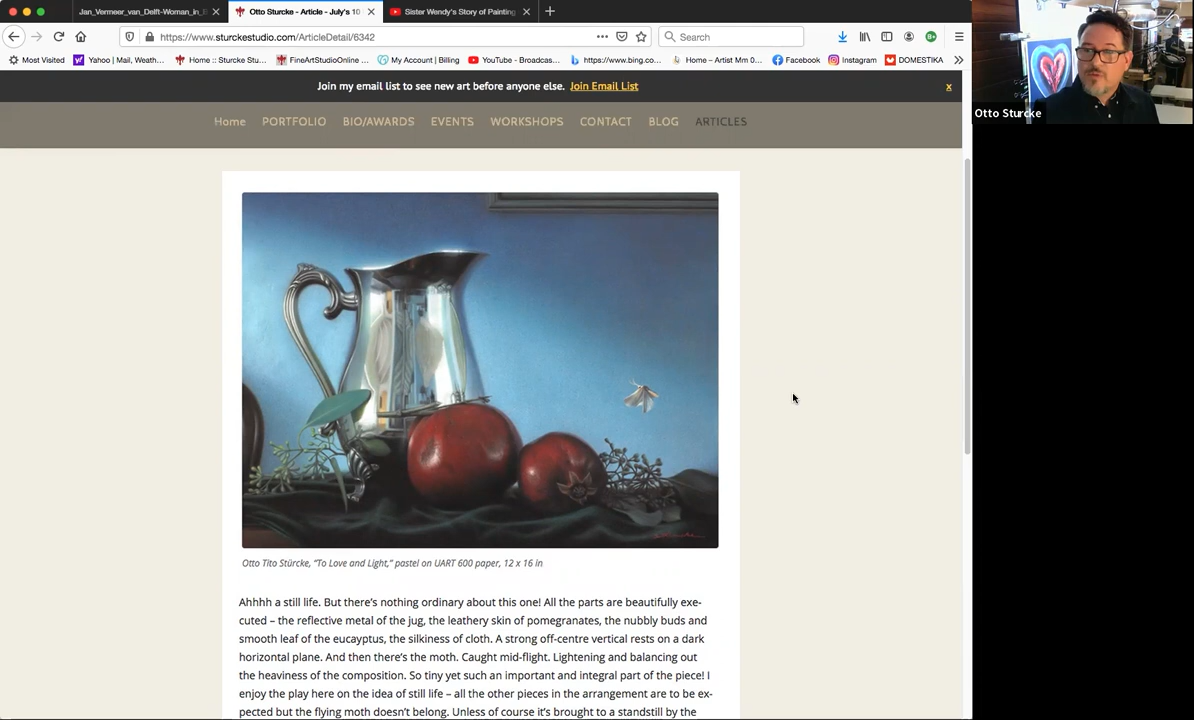 Jan_Vermeer_van_Delft-Woman_in_
Otto Sturcke - Article - July's 10
Sister Wendy's Story of Painting
https://www.sturckestudio.com/ArticleDetail/6342
Search
Most Visited
Yahoo | Mail, Weath...
Home :: Sturcke Stu...
FineArtStudioOnline ...
My Account | Billing
YouTube - Broadcas...
https://www.bing.co...
Home – Artist Mm 0...
Facebook
Instagram
DOMESTIKA
Otto Sturcke
Join my email list to see new art before anyone else. Join Email List
x
Home PORTFOLIO BIO/AWARDS EVENTS WORKSHOPS CONTACT BLOG ARTICLES
Otto Tito Stürcke, "To Love and Light," pastel on UART 600 paper, 12 x 16 in
Ahhhh a still life. But there's nothing ordinary about this one! All the parts are beautifully exe-
cuted – the reflective metal of the jug, the leathery skin of pomegranates, the nubbly buds and
smooth leaf of the eucayptus, the silkiness of cloth. A strong off-centre vertical rests on a dark
horizontal plane. And then there's the moth. Caught mid-flight. Lightening and balancing out
the heaviness of the composition. So tiny yet such an important and integral part of the piece! I
enjoy the play here on the idea of still life – all the other pieces in the arrangement are to be ex-
pected but the flying moth doesn't belong. Unless of course it's brought to a standstill by the